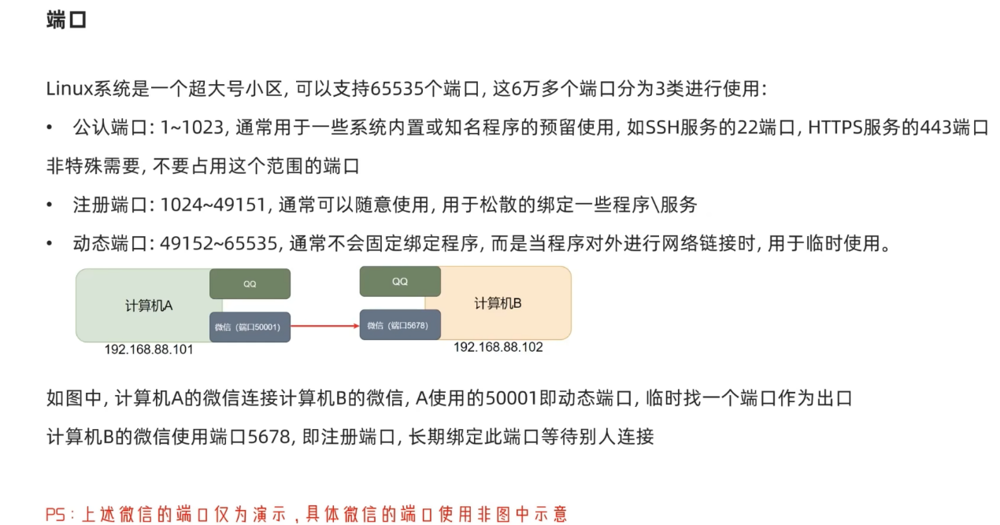 端口
Linux系统是一个超大号小区, 可以支持65535个端口, 这6万多个端口分为3类进行使用:
• 公认端口: 1~1023, 通常用于一些系统内置或知名程序的预留使用, 如SSH服务的22端口, HTTPS服务的443端口
非特殊需要, 不要占用这个范围的端口
• 注册端口: 1024~49151, 通常可以随意使用, 用于松散的绑定一些程序\服务
• 动态端口: 49152~65535, 通常不会固定绑定程序, 而是当程序对外进行网络链接时, 用于临时使用。
QQ
计算机A
微信（端口50001）
192.168.88.101
QQ
计算机B
微信（端口5678）
192.168.88.102
如图中, 计算机A的微信连接计算机B的微信, A使用的50001即动态端口, 临时找一个端口作为出口
计算机B的微信使用端口5678, 即注册端口, 长期绑定此端口等待别人连接
PS：上述微信的端口仅为演示，具体微信的端口使用非图中示意